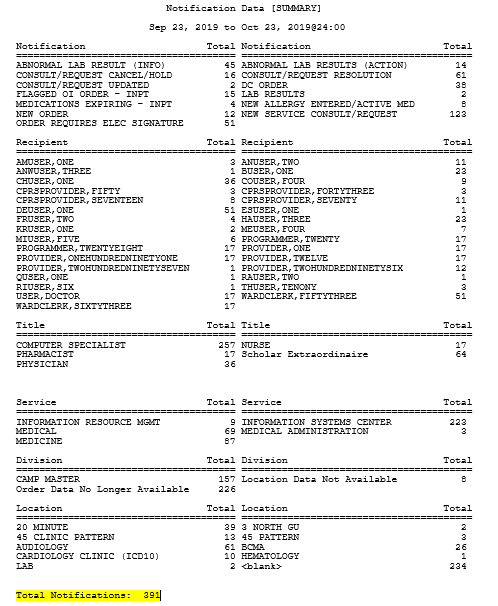 Notification Data [SUMMARY]
Sep 23, 2019 to Oct 23, 2019@24:00
Notification Total Notification Total
ABNORMAL LAB RESULT (INFO) 45 ABNORMAL LAB RESULTS (ACTION) 14
CONSULT/REQUEST CANCEL/HOLD 16 CONSULT/REQUEST RESOLUTION 61
CONSULT/REQUEST UPDATED 2 DC ORDER 38
FLAGGED OI ORDER - INPT 15 LAB RESULTS 2
MEDICATIONS EXPIRING - INPT 4 NEW ALLERGY ENTERED/ACTIVE MED 8
NEW ORDER 12 NEW SERVICE CONSULT/REQUEST 123
ORDER REQUIRES ELEC SIGNATURE 51
Recipient Total Recipient Total
AMUSER,ONE 3 ANUSER,TWO 11
ANWUSER,THREE 1 BUSER,ONE 23
CHUSER,ONE 36 COUSER,FOUR 9
CPRSPROVIDER,FIFTY 3 CPRSPROVIDER,FORTYTHREE 3
CPRSPROVIDER,SEVENTEEN 8 CPRSPROVIDER,SEVENTY 11
DEUSER,ONE 51 ESUSER,ONE 1
FRUSER,TWO 4 HAUSER,THREE 23
KRUSER,ONE 2 MEUSER,FOUR 7
MIUSER,FIVE 6 PROGRAMMER,TWENTY 17
PROGRAMMER,TWENTYEIGHT 17 PROVIDER,ONE 17
PROVIDER,ONEHUNDREDNINETYONE 17 PROVIDER,TWELVE 17
PROVIDER,TWOHUNDREDNINETYSEVEN 1 PROVIDER,TWOHUNDREDNINETYSIX 12
QUSER,ONE 1 RAUSER,TWO 1
RIUSER,SIX 1 THUSER,TENONY 3
USER,DOCTOR 17 WARDCLERK,FIFTYTHREE 51
WARDCLERK,SIXTYTHREE 17
Title Total Title Total
COMPUTER SPECIALIST 257 NURSE 17
PHARMACIST 17 Scholar Extraordinaire 64
PHYSICIAN 36
Service Total Service Total
INFORMATION RESOURCE MGMT 9 INFORMATION SYSTEMS CENTER 223
MEDICAL 69 MEDICAL ADMINISTRATION 3
MEDICINE 87
Division Total Division Total
CAMP MASTER 157 Location Data Not Available 8
Order Data No Longer Available 226
Location Total Location Total
20 MINUTE 39 3 NORTH GU 2
45 CLINIC PATTERN 13 45 PATTERN 3
AUDIOLOGY 61 BCMA 26
CARDIOLOGY CLINIC (ICD10) 10 HEMATOLOGY 1
LAB 2 <blank> 234
Total Notifications: 391